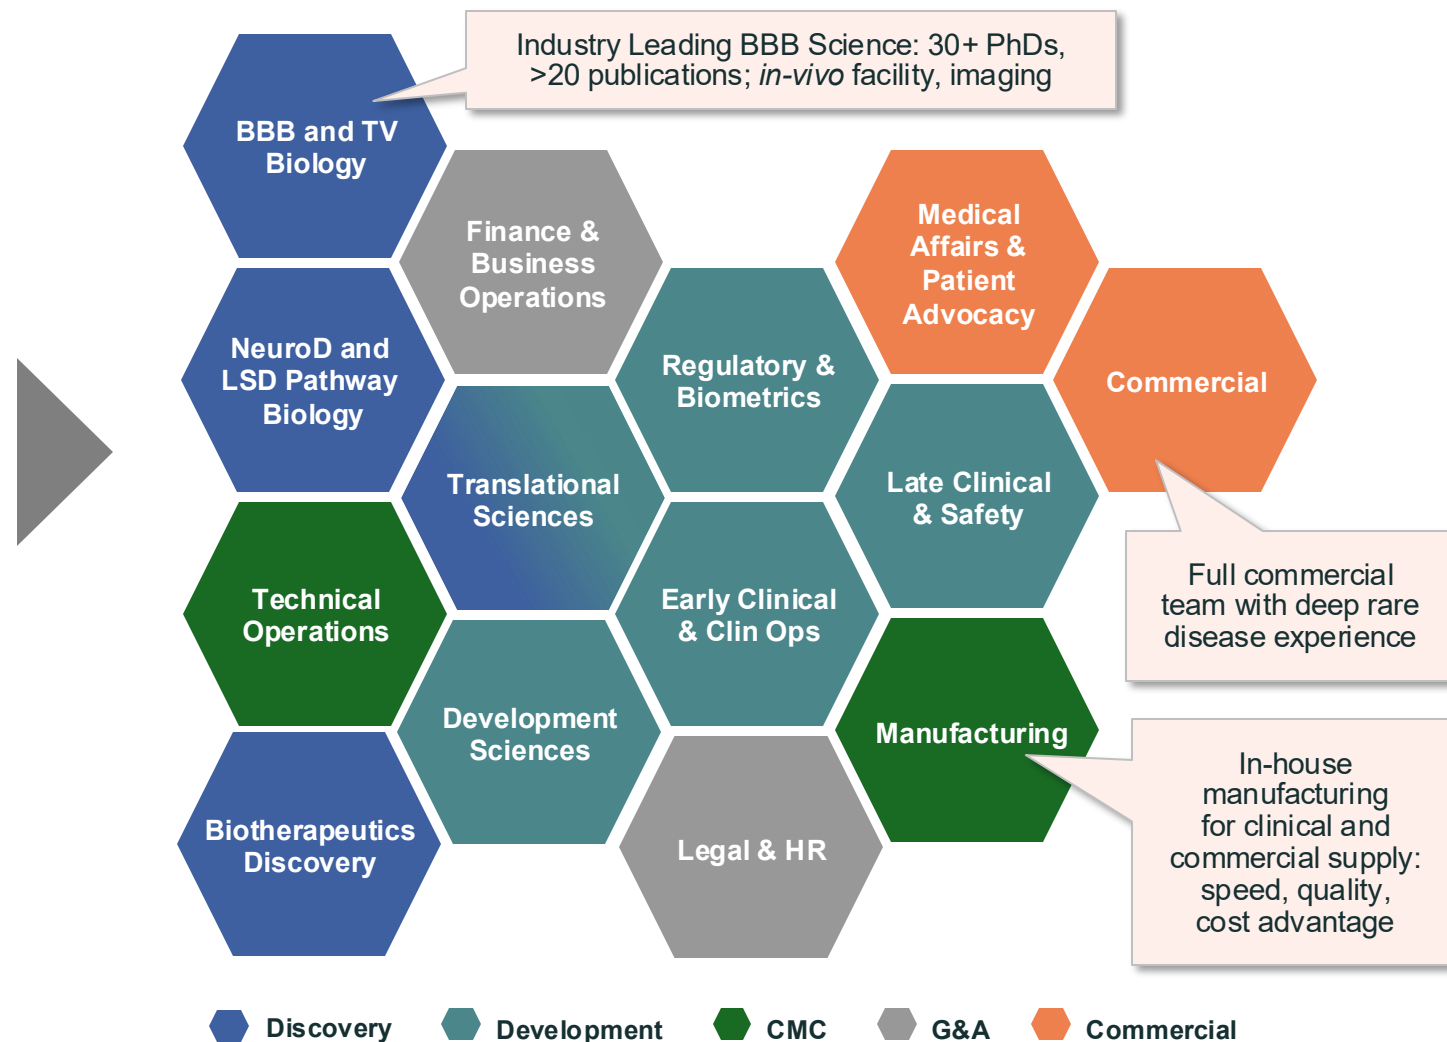 Industry Leading BBB Science: 30+ PhDs,
>20 publications; in-vivo facility, imaging
BBB and TV
Biology
Finance &
Business
Operations
Medical
Affairs &
Patient
Advocacy
NeuroD and
LSD Pathway
Biology
Regulatory &
Biometrics
Commercial
Translational
Sciences
Late Clinical
& Safety
Full commercial
team with deep rare
disease experience
Technical
Operations
Early Clinical
& Clin Ops
Development
Sciences
Manufacturing
In-house
manufacturing
for clinical and
commercial supply:
speed, quality,
cost advantage
Biotherapeutics
Discovery
Legal & HR
Discovery
Development
CMC
G&A
Commercial